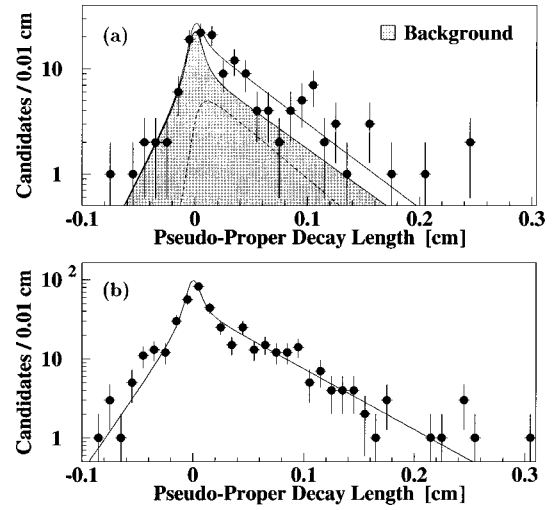 (a)
Background
Candidates / 0.01 cm
10
1
-0.1 0 0.1 0.2 0.3
Pseudo-Proper Decay Length [cm]
(b)
Candidates / 0.01 cm
10²
10
1
-0.1 0 0.1 0.2 0.3
Pseudo-Proper Decay Length [cm]